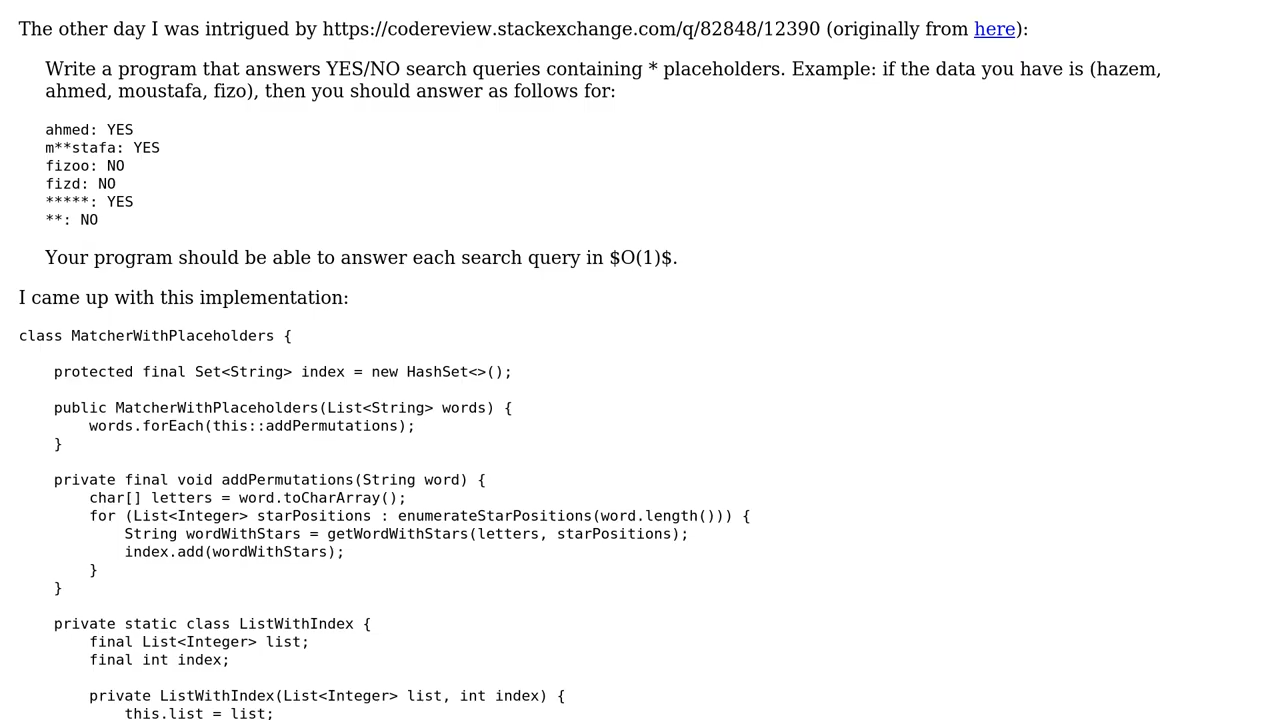 The other day I was intrigued by https://codereview.stackexchange.com/q/82848/12390 (originally from here):
Write a program that answers YES/NO search queries containing * placeholders. Example: if the data you have is (hazem,
ahmed, moustafa, fizo), then you should answer as follows for:
ahmed: YES
m**stafa: YES
fizoo: NO
fizd: NO
*****: YES
**: NO
Your program should be able to answer each search query in $O(1)$.
I came up with this implementation:
class MatcherWithPlaceholders {
    protected final Set<String> index = new HashSet<>();
    public MatcherWithPlaceholders(List<String> words) {
        words.forEach(this::addPermutations);
    }
    private final void addPermutations(String word) {
        char[] letters = word.toCharArray();
        for (List<Integer> starPositions : enumerateStarPositions(word.length())) {
            String wordWithStars = getWordWithStars(letters, starPositions);
            index.add(wordWithStars);
        }
    }
    private static class ListWithIndex {
        final List<Integer> list;
        final int index;
        private ListWithIndex(List<Integer> list, int index) {
            this.list = list;